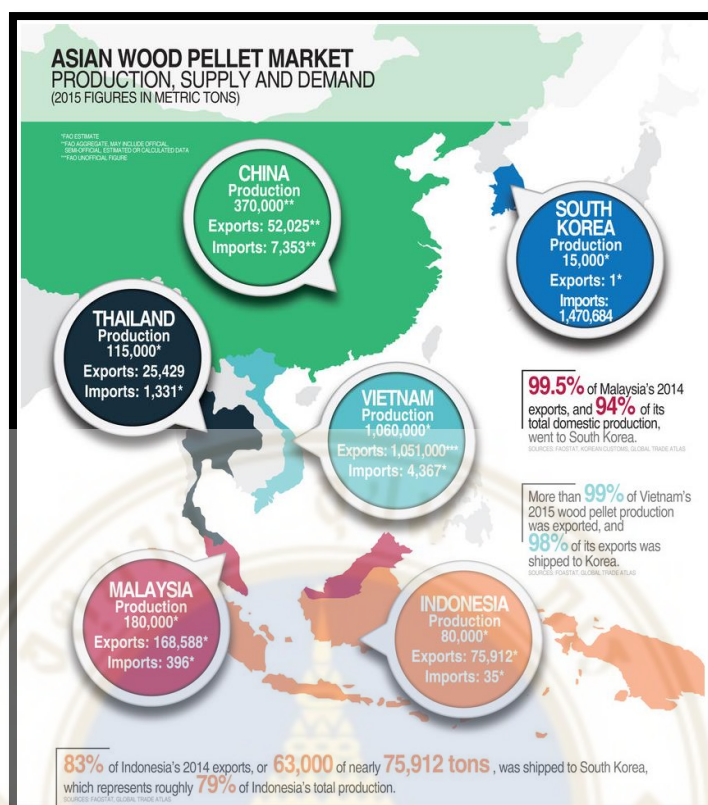 ASIAN WOOD PELLET MARKET
PRODUCTION, SUPPLY AND DEMAND
(2015 FIGURES IN METRIC TONS)
*FAO ESTIMATE
**FAO AGGREGATE, MAY INCLUDE OFFICIAL,
SEMI-OFFICIAL, ESTIMATED OR CALCULATED DATA
***FAO UNOFFICIAL FIGURE
CHINA
Production
370,000**
Exports: 52,025**
Imports: 7,353**
SOUTH
KOREA
Production
15,000*
Exports: 1*
Imports:
1,470,684
THAILAND
Production
115,000*
Exports: 25,429
Imports: 1,331*
VIETNAM
Production
1,060,000*
Exports: 1,051,000***
Imports: 4,367*
99.5% of Malaysia's 2014
exports, and 94% of its
total domestic production,
went to South Korea.
SOURCES: FAOSTAT, KOREAN CUSTOMS, GLOBAL TRADE ATLAS
More than 99% of Vietnam's
2015 wood pellet production
was exported, and
98% of its exports was
shipped to Korea.
SOURCES: FOASTAT, GLOBAL TRADE ATLAS
MALAYSIA
Production
180,000*
Exports: 168,588*
Imports: 396*
INDONESIA
Production
80,000*
Exports: 75,912*
Imports: 35*
83% of Indonesia's 2014 exports, or 63,000 of nearly 75,912 tons , was shipped to South Korea,
which represents roughly 79% of Indonesia's total production.
SOURCES: FAOSTAT, GLOBAL TRADE ATLAS